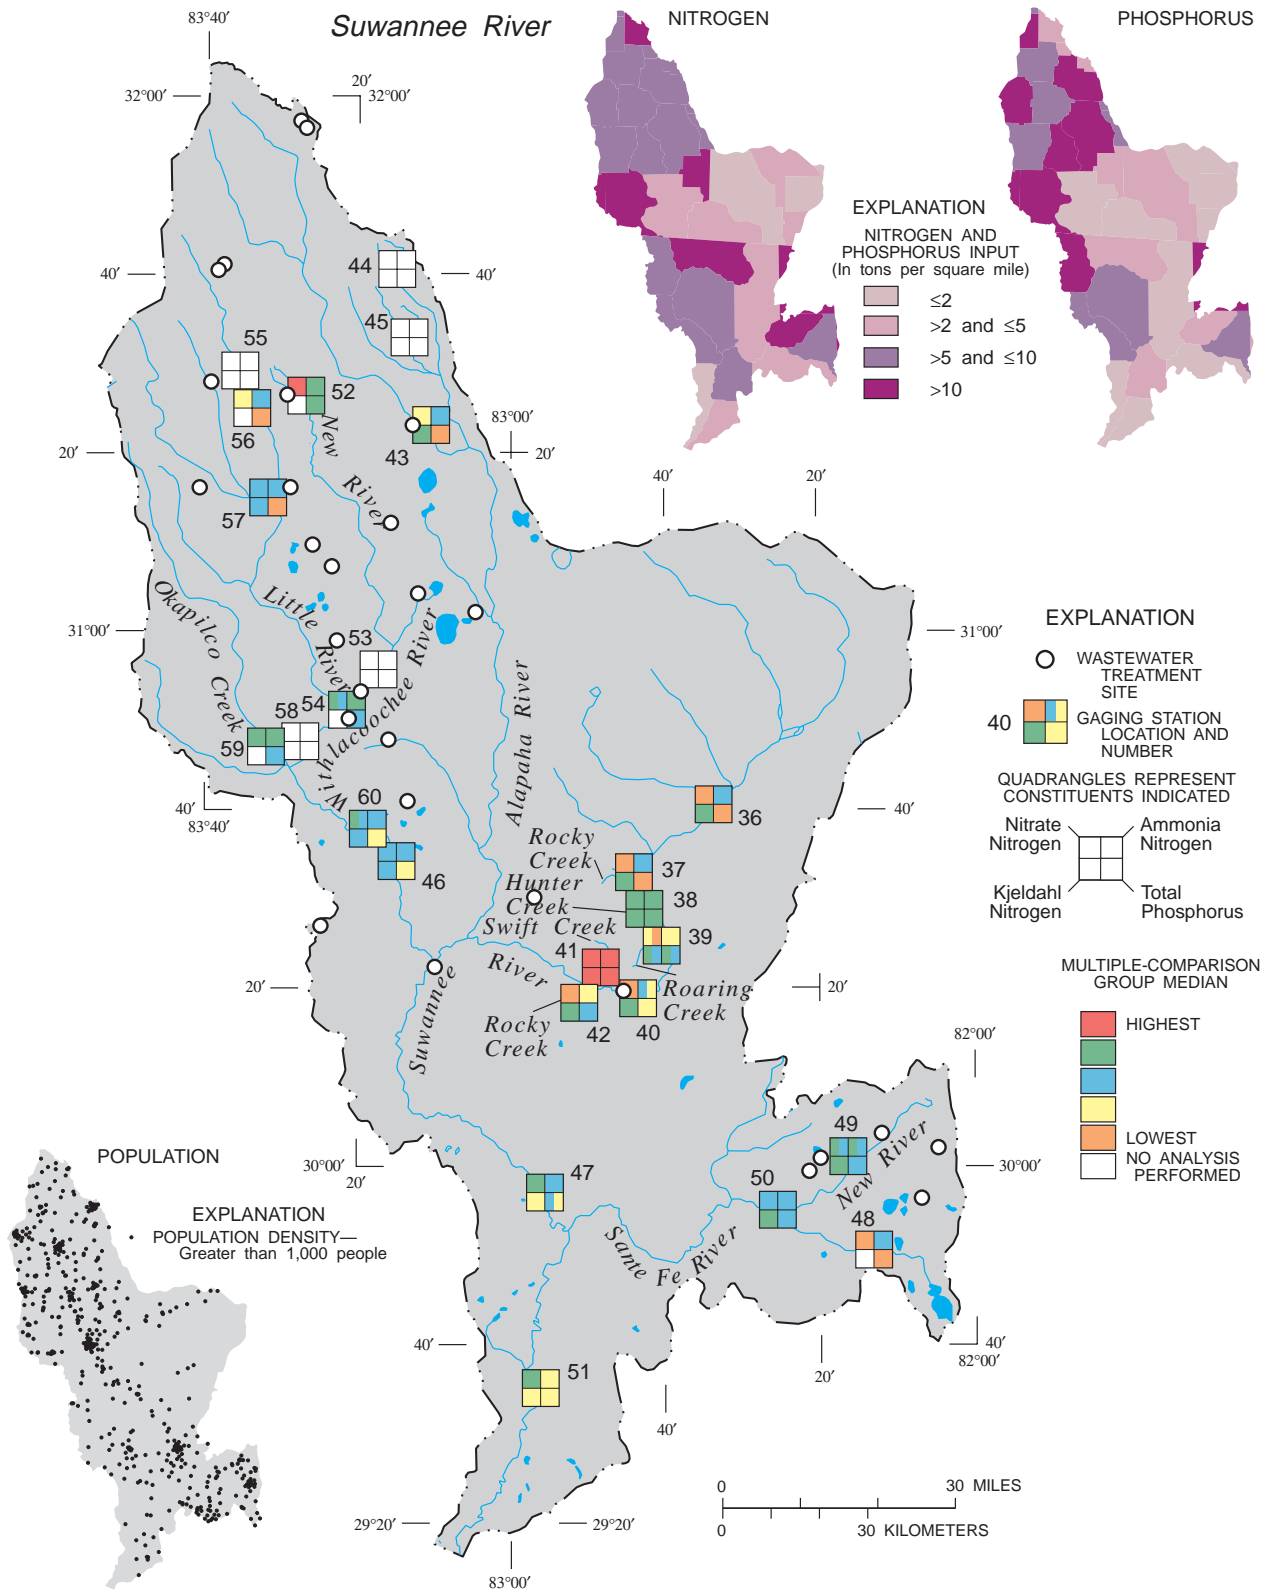 Suwannee River
NITROGEN
PHOSPHORUS
83°40′
20′
32°00′
32°00′
EXPLANATION
NITROGEN AND
PHOSPHORUS INPUT
(In tons per square mile)
≤2
>2 and ≤5
>5 and ≤10
>10
40′
44
40′
45
55
52
New
56
43
83°00′
20′
20′
40′
20′
River
57
Okapilco Creek
Little River
31°00′
53
31°00′
Withlacoochee River
54
58
59
Alapaha River
40′
83°40′
60
46
36
40′
Rocky
Creek
37
Hunter
Creek
38
Swift Creek
39
41
River
Roaring
Creek
20′
20′
Suwannee
Rocky
Creek
42
40
EXPLANATION
WASTEWATER
TREATMENT
SITE
40
GAGING STATION
LOCATION AND
NUMBER
QUADRANGLES REPRESENT
CONSTITUENTS INDICATED
Nitrate
Nitrogen
Ammonia
Nitrogen
Kjeldahl
Nitrogen
Total
Phosphorus
MULTIPLE-COMPARISON
GROUP MEDIAN
HIGHEST
LOWEST
NO ANALYSIS
PERFORMED
82°00′
49
New River
30°00′
20′
30°00′
47
50
48
Sante Fe River
POPULATION
EXPLANATION
POPULATION DENSITY—
Greater than 1,000 people
40′
51
40′
20′
40′
82°00′
0
30 MILES
0
30 KILOMETERS
29°20′
29°20′
83°00′